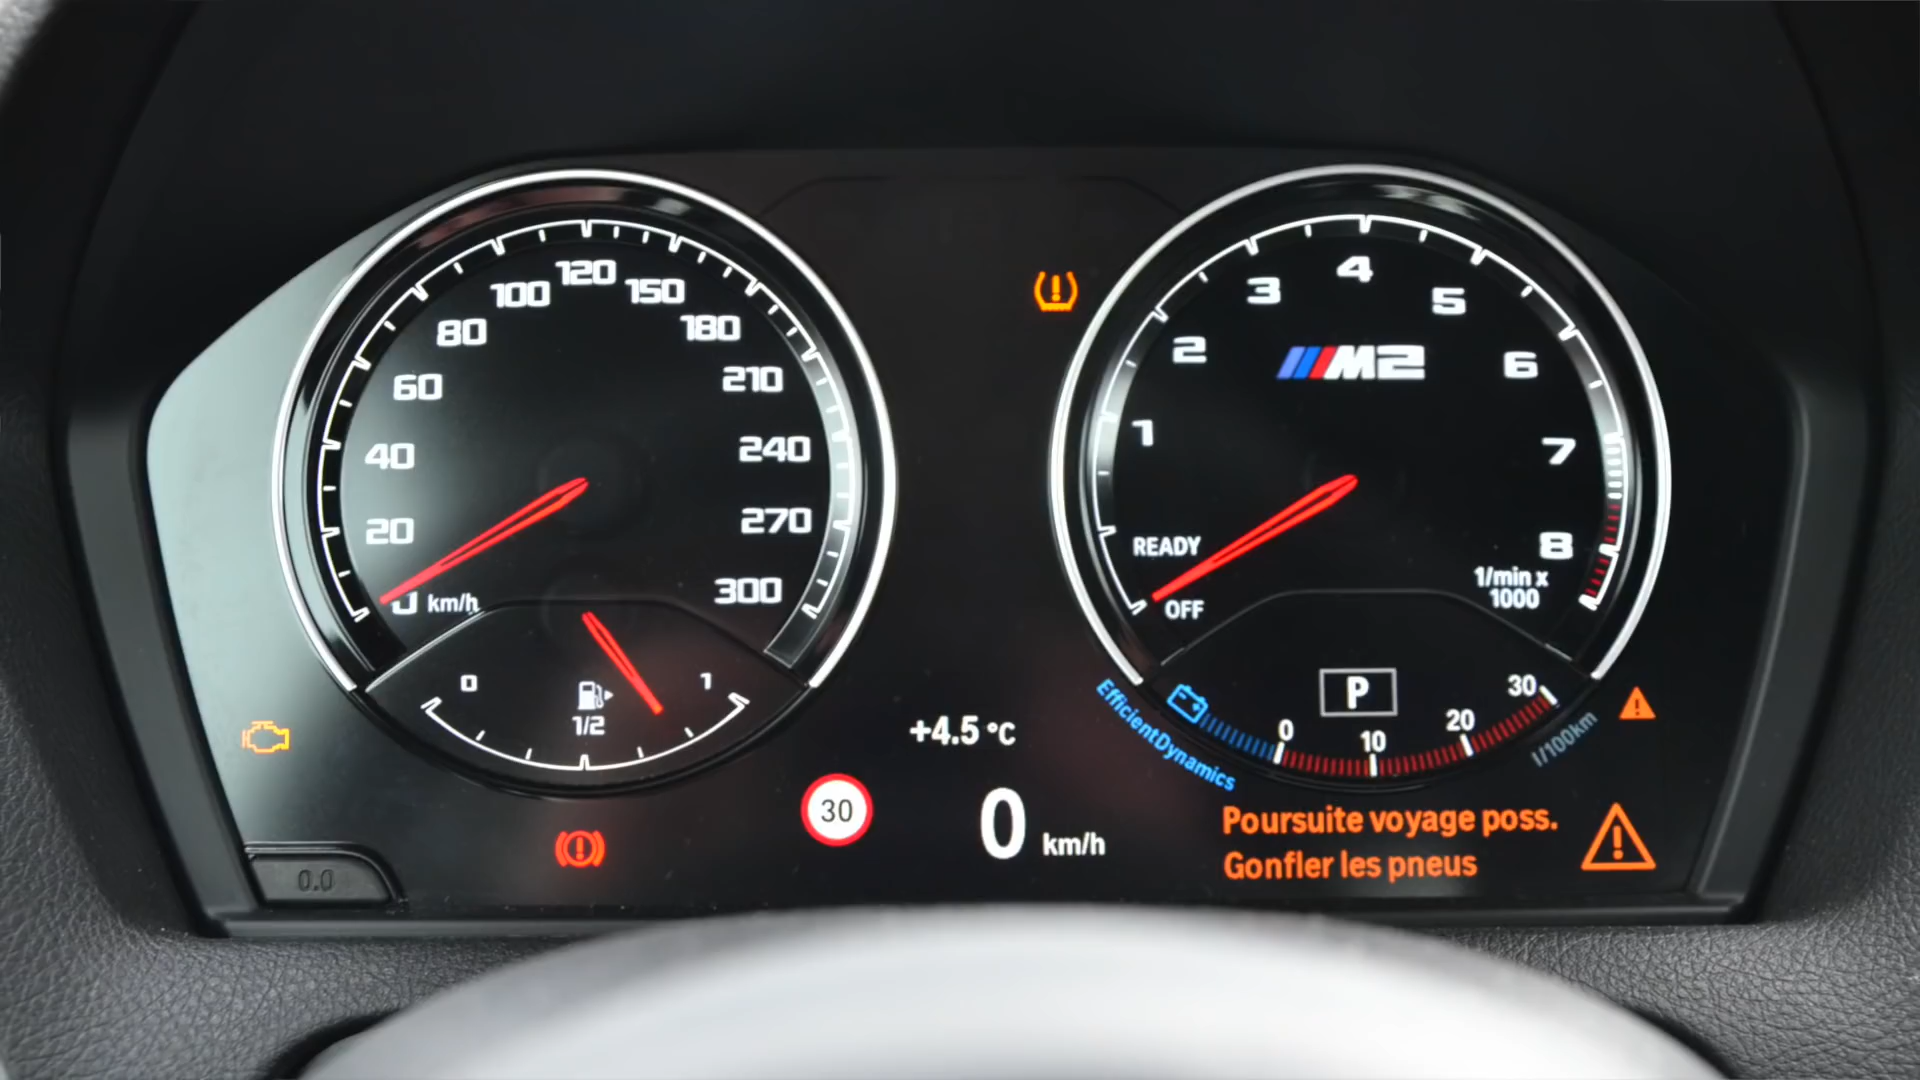 120
100
150
80
180
60
210
40
240
20
270
0 km/h
300
0
1
1/2
0.0
+4.5 °C
30
0 km/h
4
3
5
2
M2
6
1
7
READY
8
OFF
1/min x
1000
P
0
10
20
30
EfficientDynamics
l/100km
Poursuite voyage poss.
Gonfler les pneus